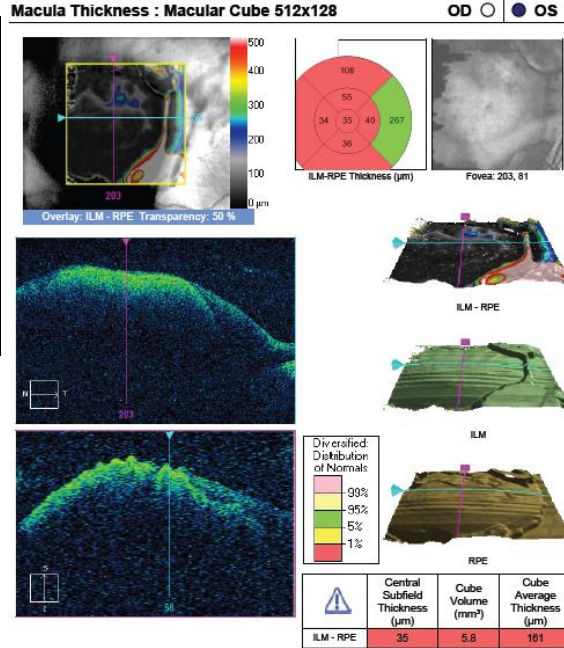 Macula Thickness : Macular Cube 512x128 OD OS
500
400
300
200
100
0 µm
203
Overlay: ILM - RPE Transparency: 50 %
108
55
34 35 40 267
36
ILM-RPE Thickness (µm)
Fovea: 203, 81
ILM - RPE
N T
203
ILM
Diversified:
Distribution
of Normals
99%
95%
5%
1%
S
I
58
RPE
Central Subfield Thickness (µm)
Cube Volume (mm³)
Cube Average Thickness (µm)
ILM - RPE 35 5.8 161